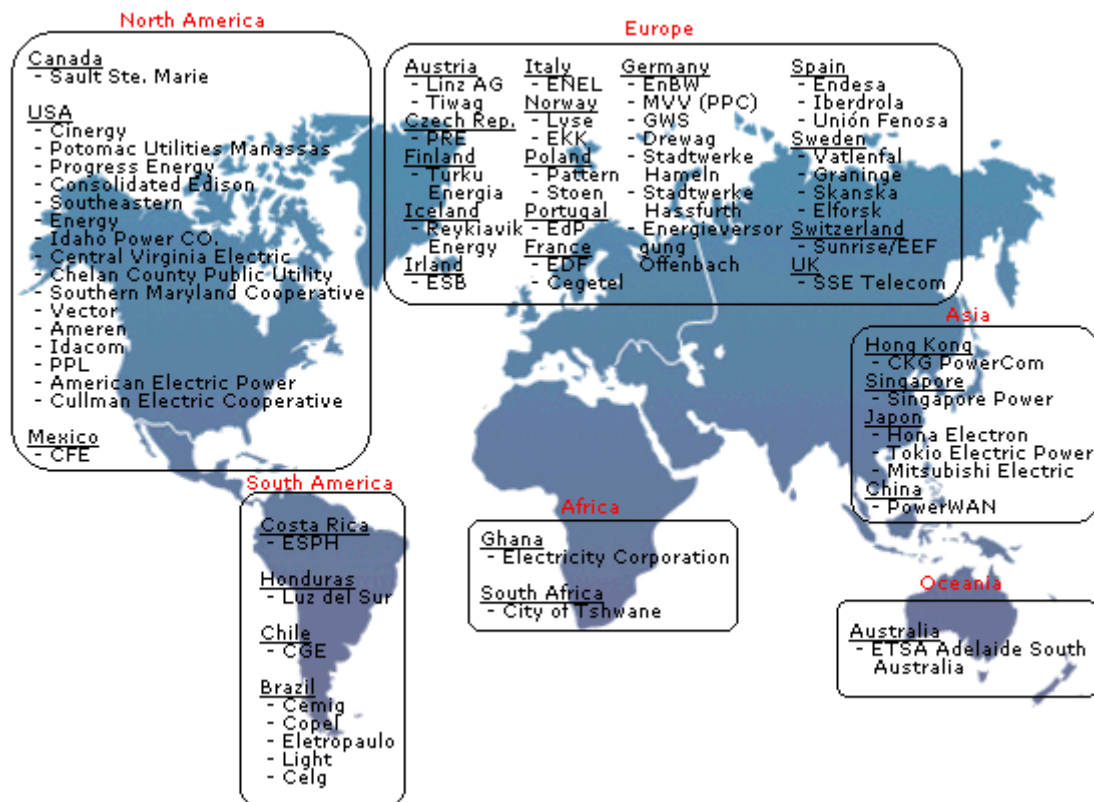 North America
Canada
- Sault Ste. Marie
USA
- Cinergy
- Potomac Utilities Manassas
- Progress Energy
- Consolidated Edison
- Southeastern
- Energy
- Idaho Power CO.
- Central Virginia Electric
- Chelan County Public Utility
- Southern Maryland Cooperative
- Vector
- Ameren
- Idacom
- PPL
- American Electric Power
- Cullman Electric Cooperative
Mexico
- CFE
Europe
Austria
- Linz AG
- Tiwag
Czech Rep.
- PRE
Finland
- Turku
Energia
Iceland
- Reykiavik
Energy
Irland
- ESB
Italy
- ENEL
Norway
- Lyse
- EKK
Poland
- Pattern
- Stoen
Portugal
- EdP
France
- EDF
- Cegetel
Germany
- EnBW
- MVV (PPC)
- GWS
- Drewag
- Stadtwerke
Hameln
- Stadtwerke
Hassfurth
- Energieversor
gung
Offenbach
Spain
- Endesa
- Iberdrola
- Unión Fenosa
Sweden
- Vatlenfal
- Graninge
- Skanska
- Elforsk
Switzerland
- Sunrise/EEF
UK
- SSE Telecom
Asia
Hong Kong
- CKG PowerCom
Singapore
- Singapore Power
Japon
- Hona Electron
- Tokio Electric Power
- Mitsubishi Electric
China
- PowerWAN
South America
Costa Rica
- ESPH
Honduras
- Luz del Sur
Chile
- CGE
Brazil
- Cemig
- Copel
- Eletropaulo
- Light
- Celg
Africa
Ghana
- Electricity Corporation
South Africa
- City of Tshwane
Oceania
Australia
- ETSA Adelaide South
Australia